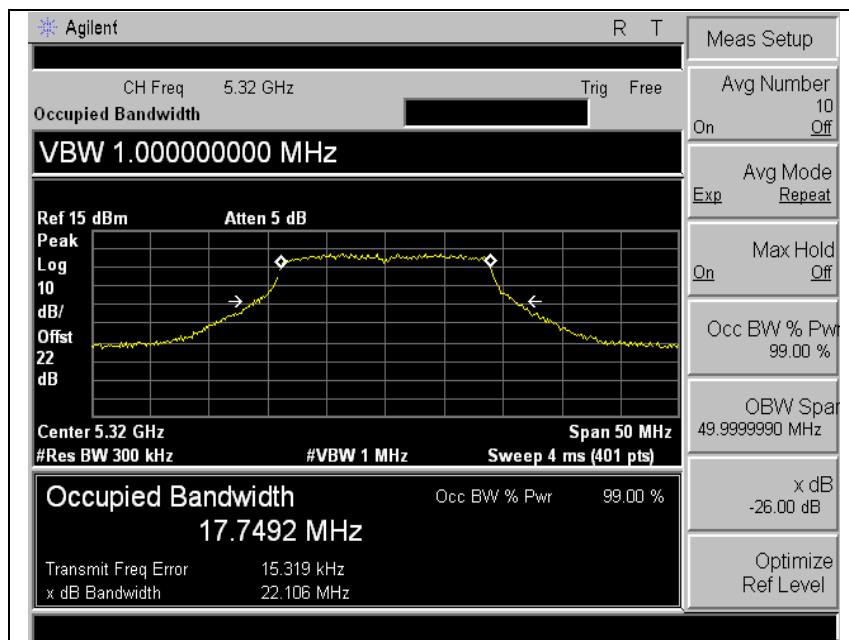 Agilent R T
CH Freq 5.32 GHz Trig Free
Occupied Bandwidth
VBW 1.000000000 MHz
Ref 15 dBm Atten 5 dB
Peak
Log
10
dB/
Offst
22
dB
Center 5.32 GHz Span 50 MHz
#Res BW 300 kHz #VBW 1 MHz Sweep 4 ms (401 pts)
Occupied Bandwidth Occ BW % Pwr 99.00 %
17.7492 MHz
Transmit Freq Error 15.319 kHz
x dB Bandwidth 22.106 MHz
Meas Setup
Avg Number
10
On Off
Avg Mode
Exp Repeat
Max Hold
On Off
Occ BW % Pwr
99.00 %
OBW Spar
49.9999990 MHz
x dB
-26.00 dB
Optimize
Ref Level